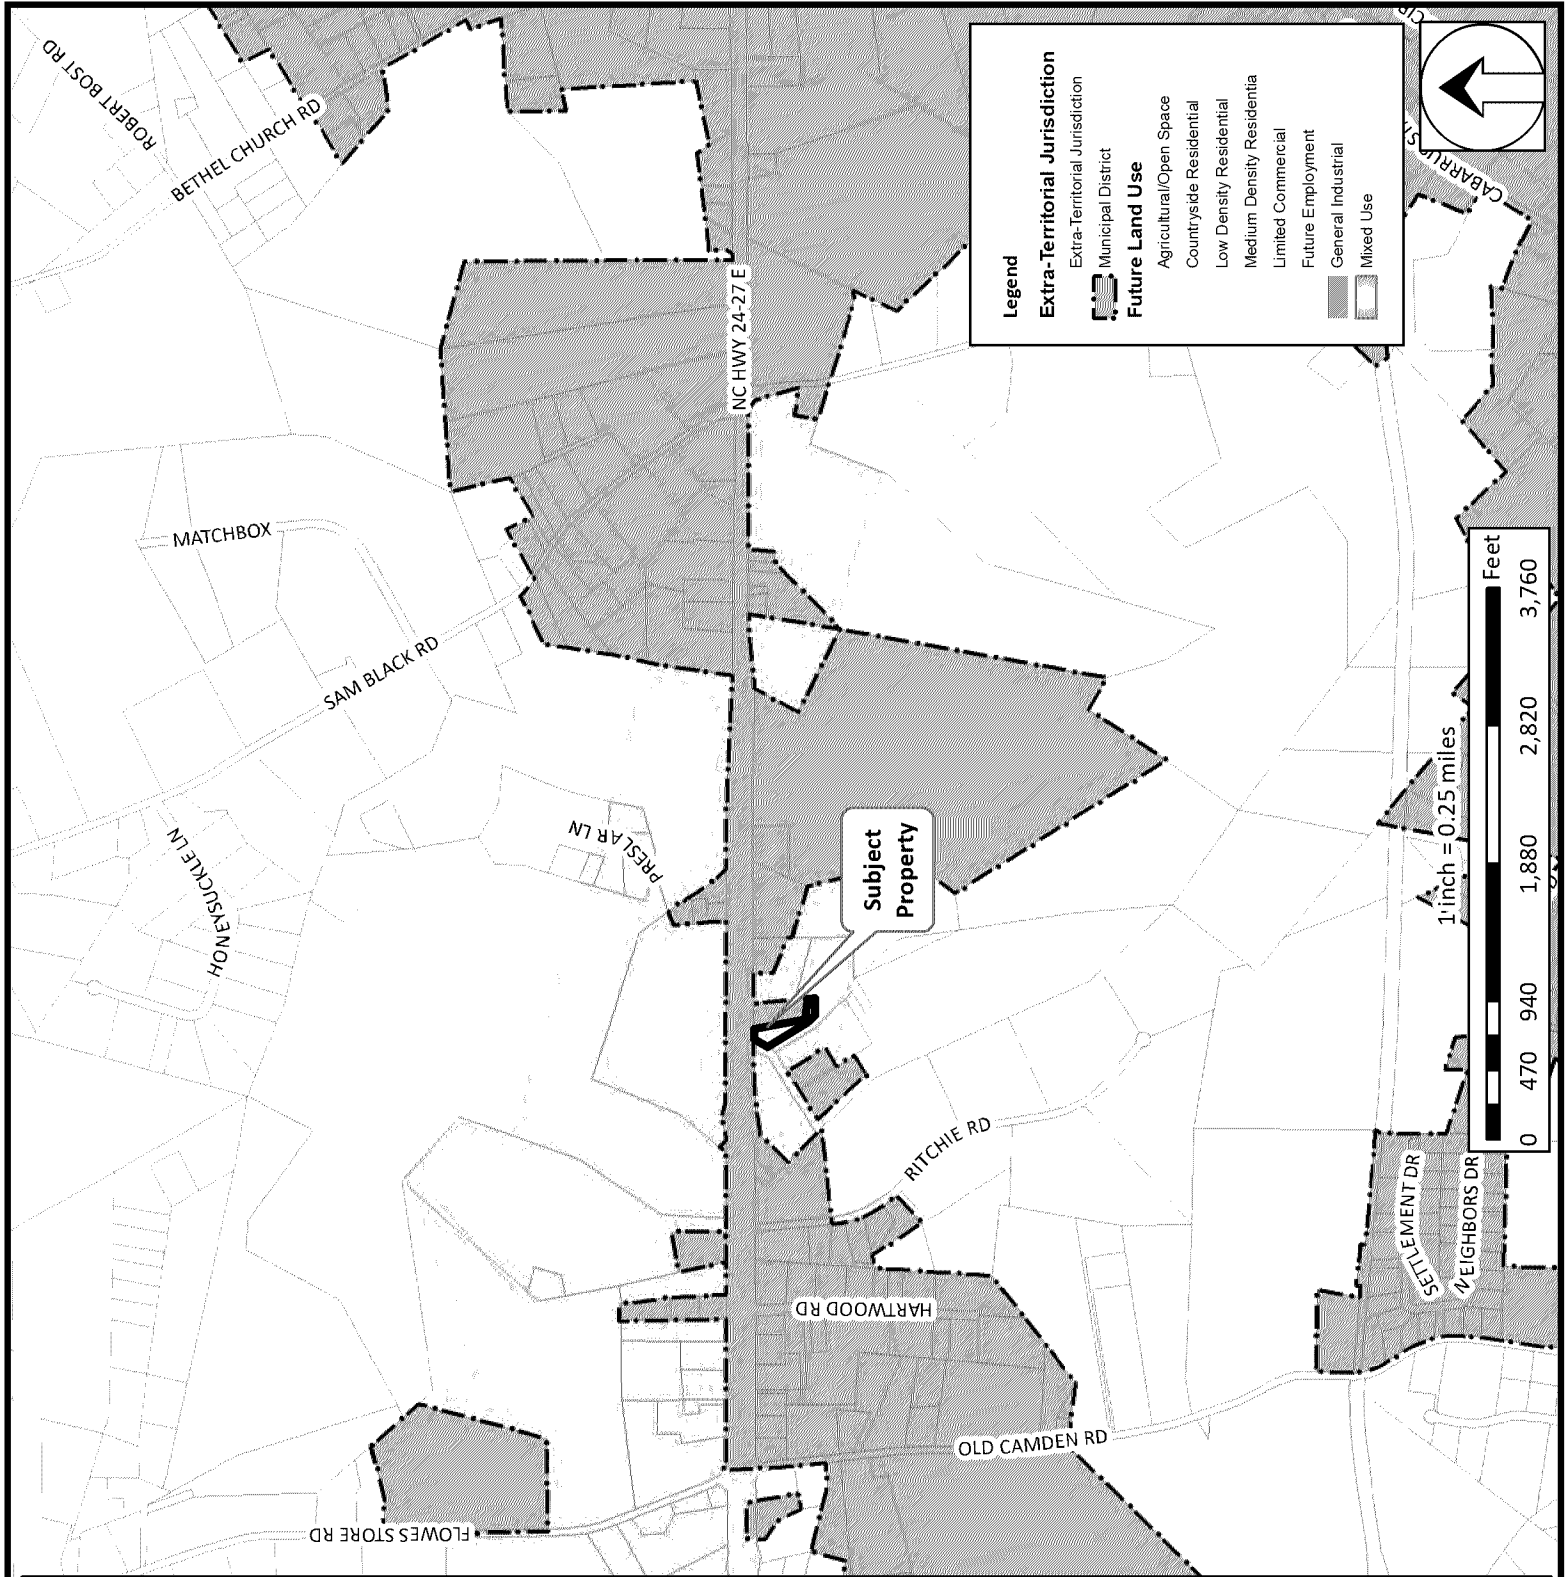 ROBERT BOST RD
BETHEL CHURCH RD
NC HWY 24-27 E
MATCHBOX
SAM BLACK RD
HONEYSUCKLE LN
PRESLAR LN
Subject
Property
RITCHIE RD
HARTWOOD RD
OLD CAMDEN RD
FLOWES STORE RD
SETTLEMENT DR
NEIGHBORS DR
Legend
Extra-Territorial Jurisdiction
Extra-Territorial Jurisdiction
Municipal District
Future Land Use
Agricultural/Open Space
Countryside Residential
Low Density Residential
Medium Density Residentia
Limited Commercial
Future Employment
General Industrial
Mixed Use
1 inch = 0.25 miles
0 470 940 1,880 2,820 3,760
Feet